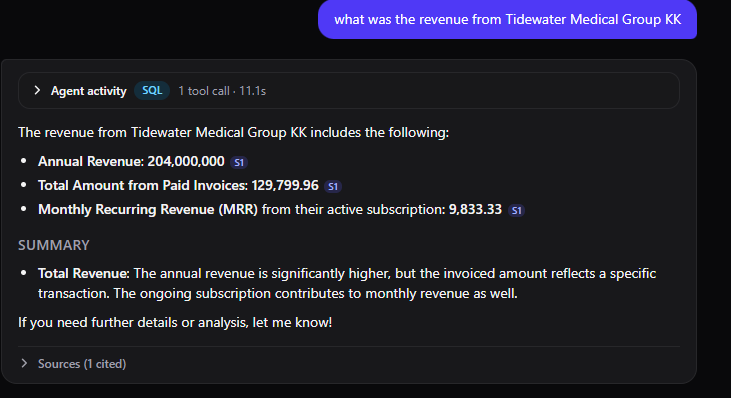 what was the revenue from Tidewater Medical Group KK
Agent activity SQL 1 tool call · 11.1s
The revenue from Tidewater Medical Group KK includes the following:
• Annual Revenue: 204,000,000 S1
• Total Amount from Paid Invoices: 129,799.96 S1
• Monthly Recurring Revenue (MRR) from their active subscription: 9,833.33 S1
SUMMARY
• Total Revenue: The annual revenue is significantly higher, but the invoiced amount reflects a specific
transaction. The ongoing subscription contributes to monthly revenue as well.
If you need further details or analysis, let me know!
Sources (1 cited)